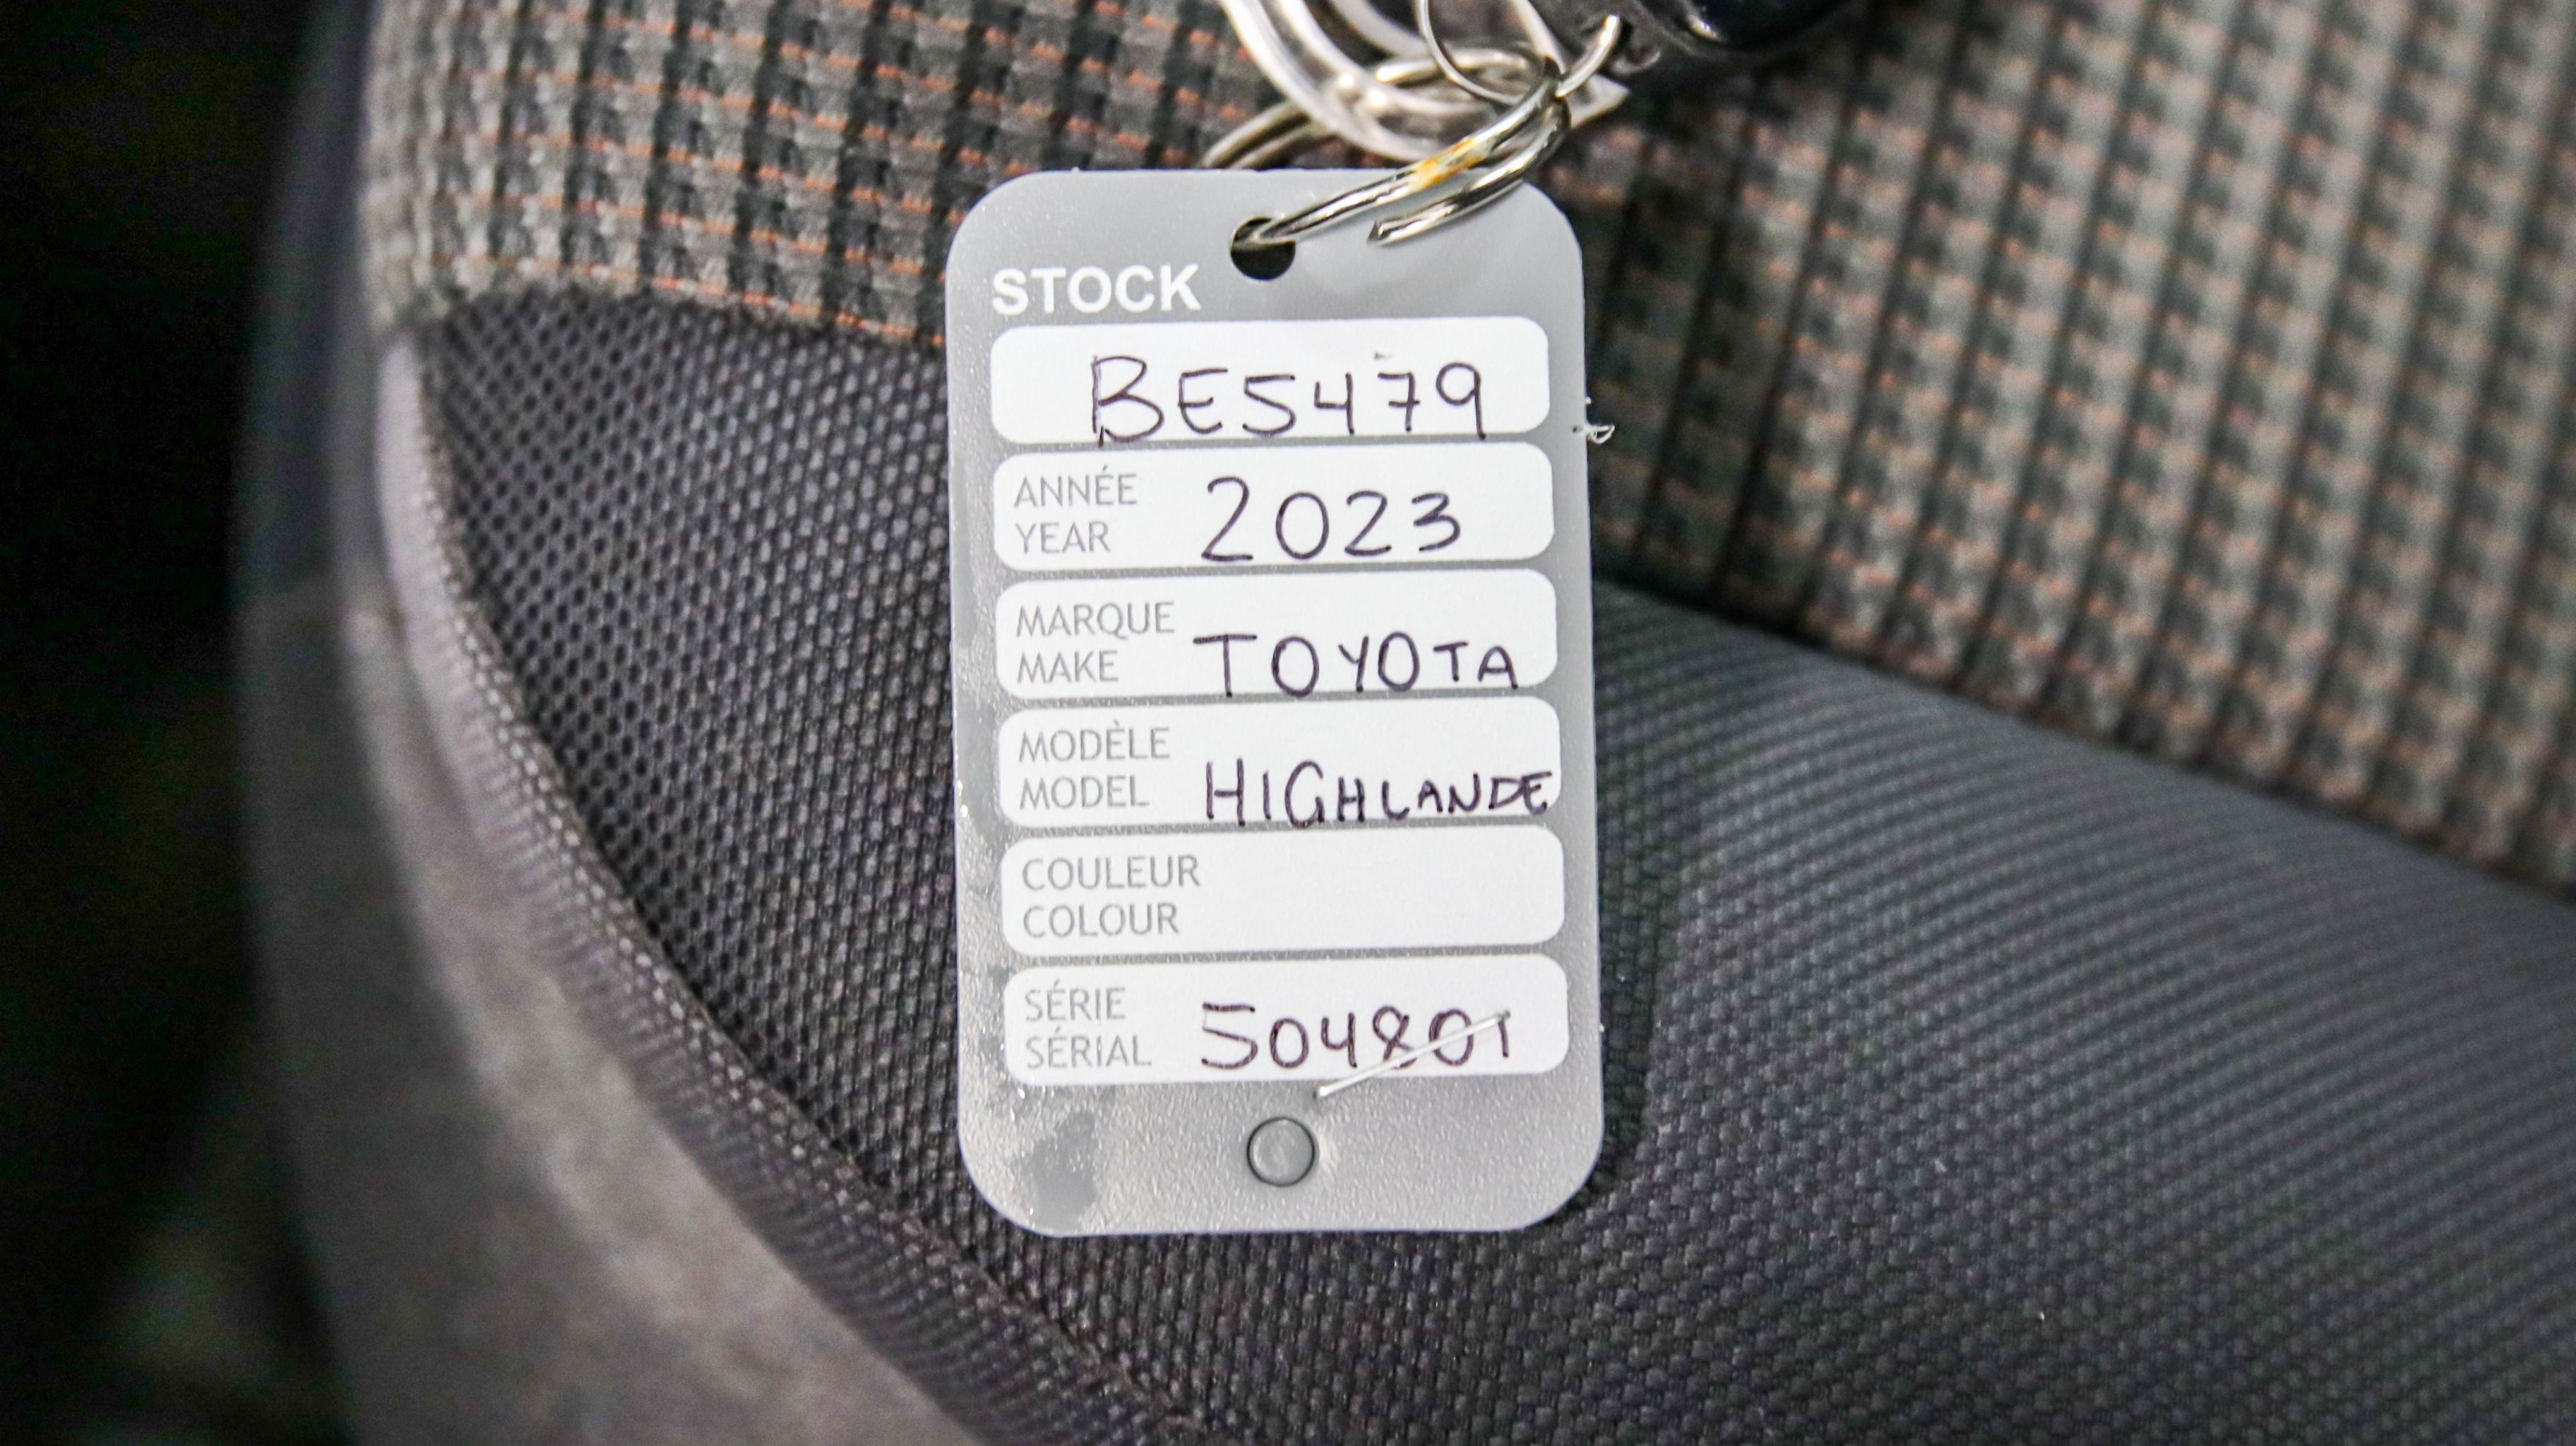 STOCK
BE5479
ANNÉE
YEAR 2023
MARQUE
MAKE TOYOTA
MODÈLE
MODEL HIGHLANDE
COULEUR
COLOUR
SÉRIE
SÉRIAL 504801